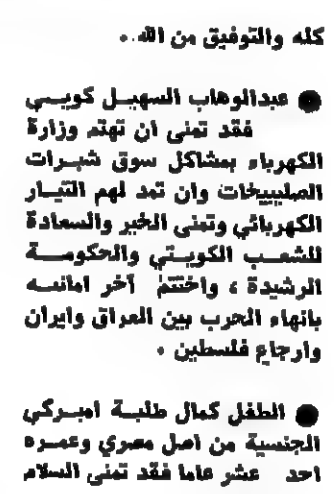 كله والتوفيق من الله .
● عبدالوهاب السهيل كويتي
فقد تمنى ان تهتم وزارة
الكهرباء بمشاكل سوق شبرات
الصليبيخات وان تمد لهم التيار
الكهربائي وتمنى الخير والسعادة
للشعب الكويتي والحكومة
الرشيدة ، واختتم آخر امانيه
بانهاء الحرب بين العراق وايران
وارجاع فلسطين .
● الطفل كمال طلبة امبركي
الجنسية من اصل مصري وعمره
احد عشر عاما فقد تمنى السلام